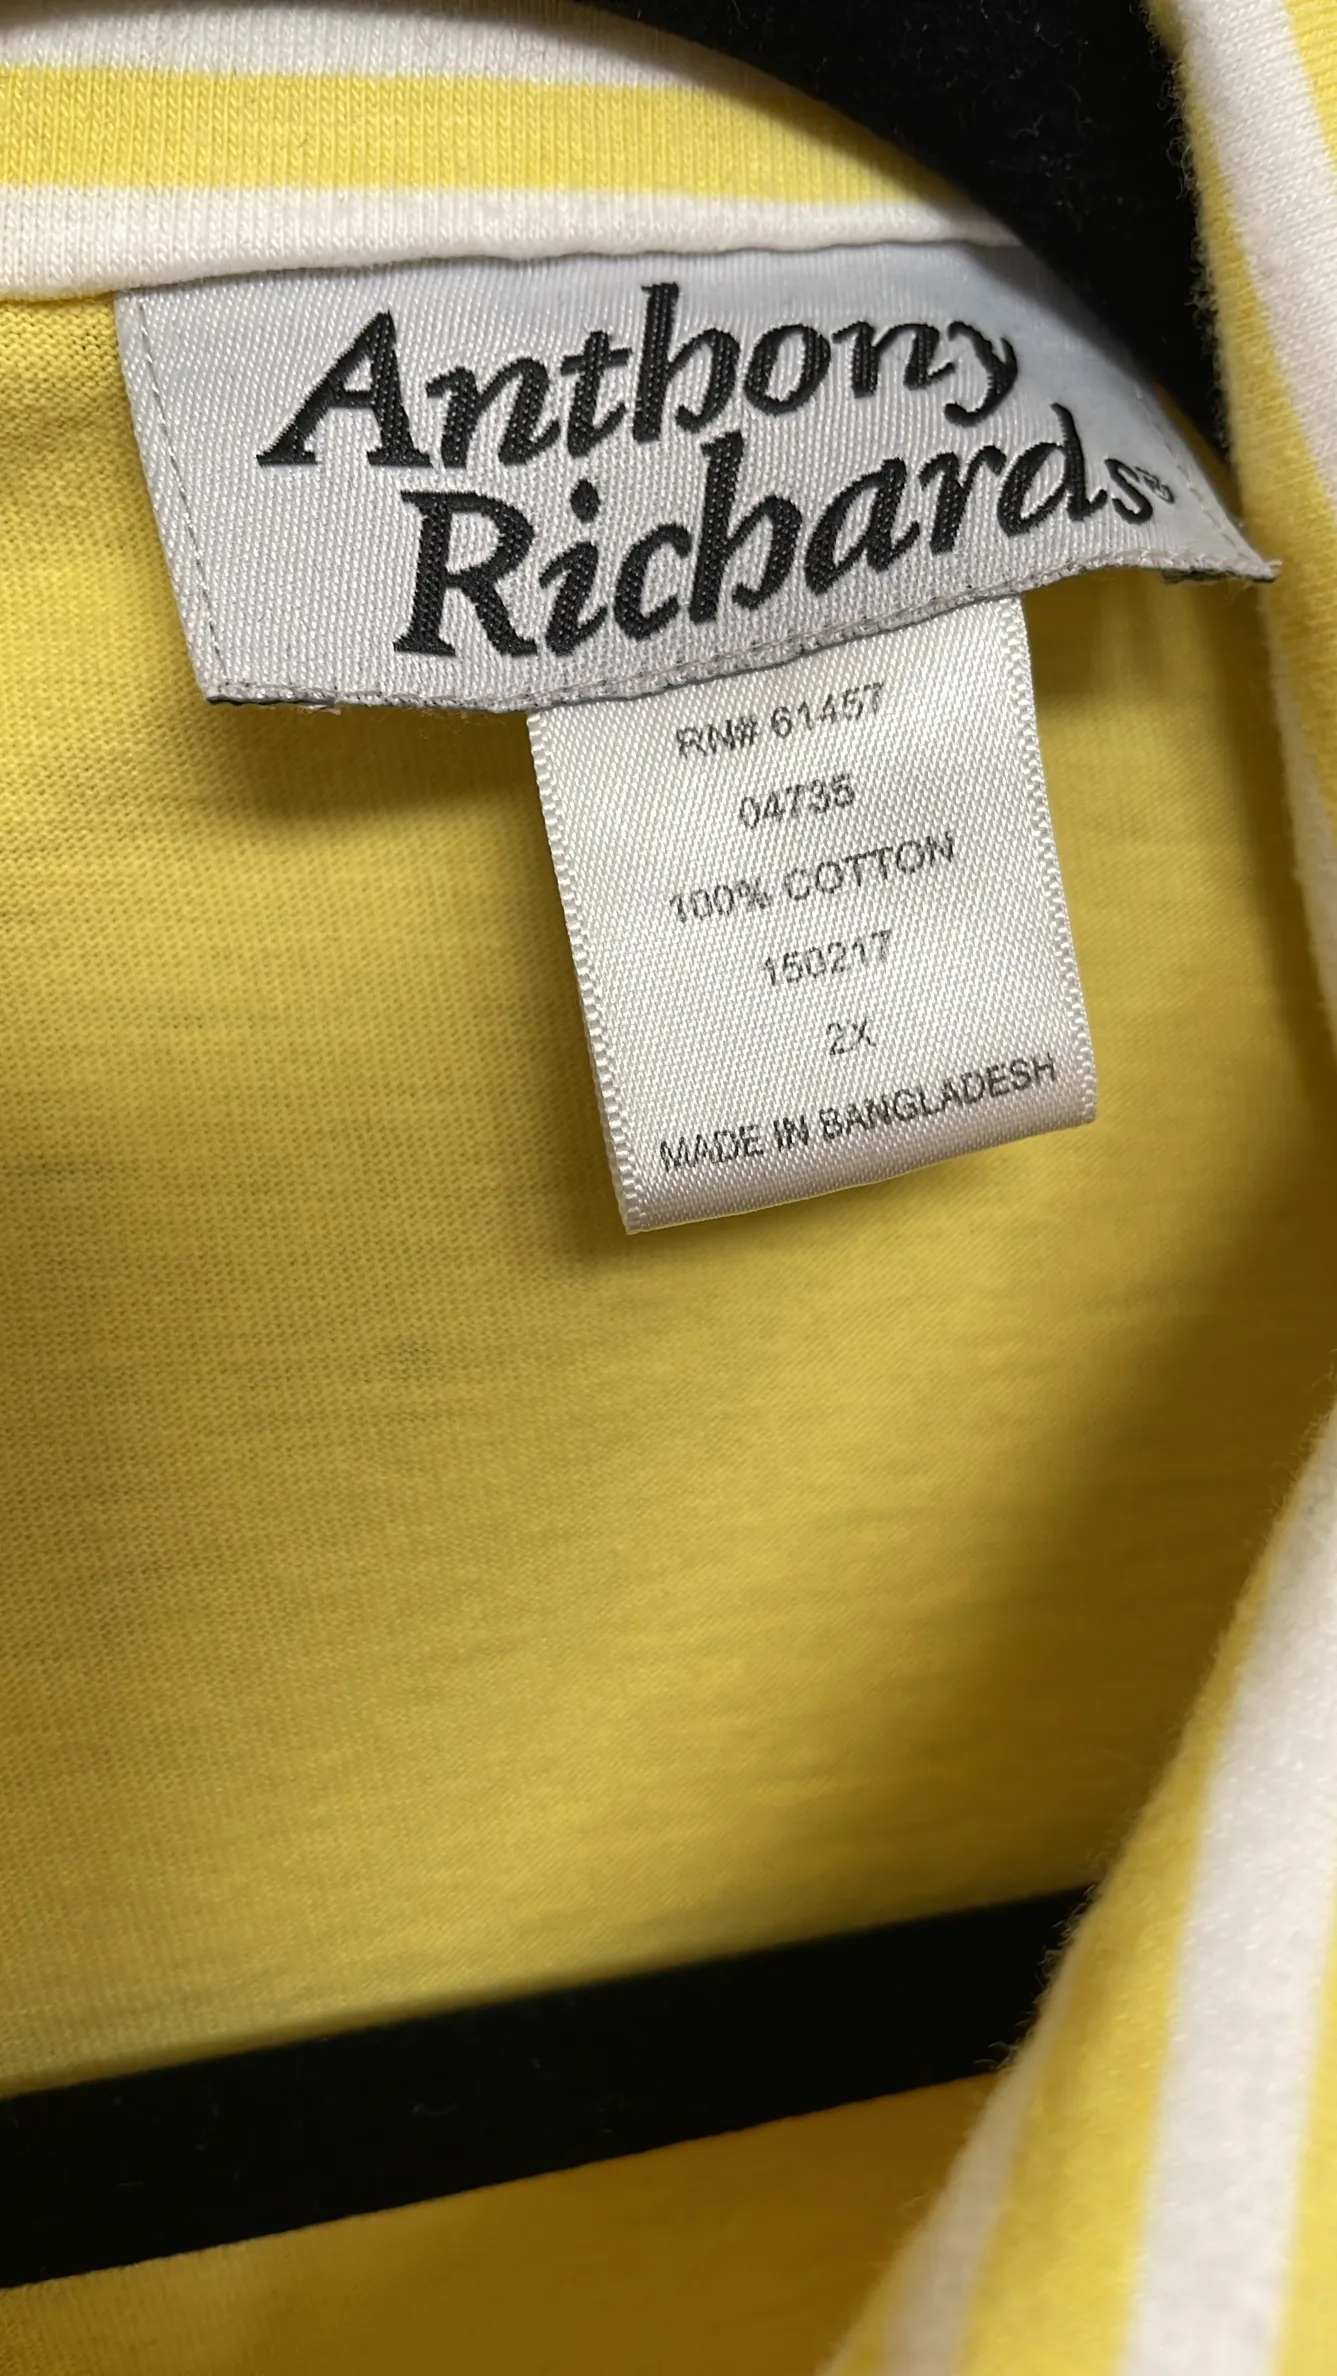 Anthony
Richards®
RN# 61457
04735
100% COTTON
150217
2X
MADE IN BANGLADESH